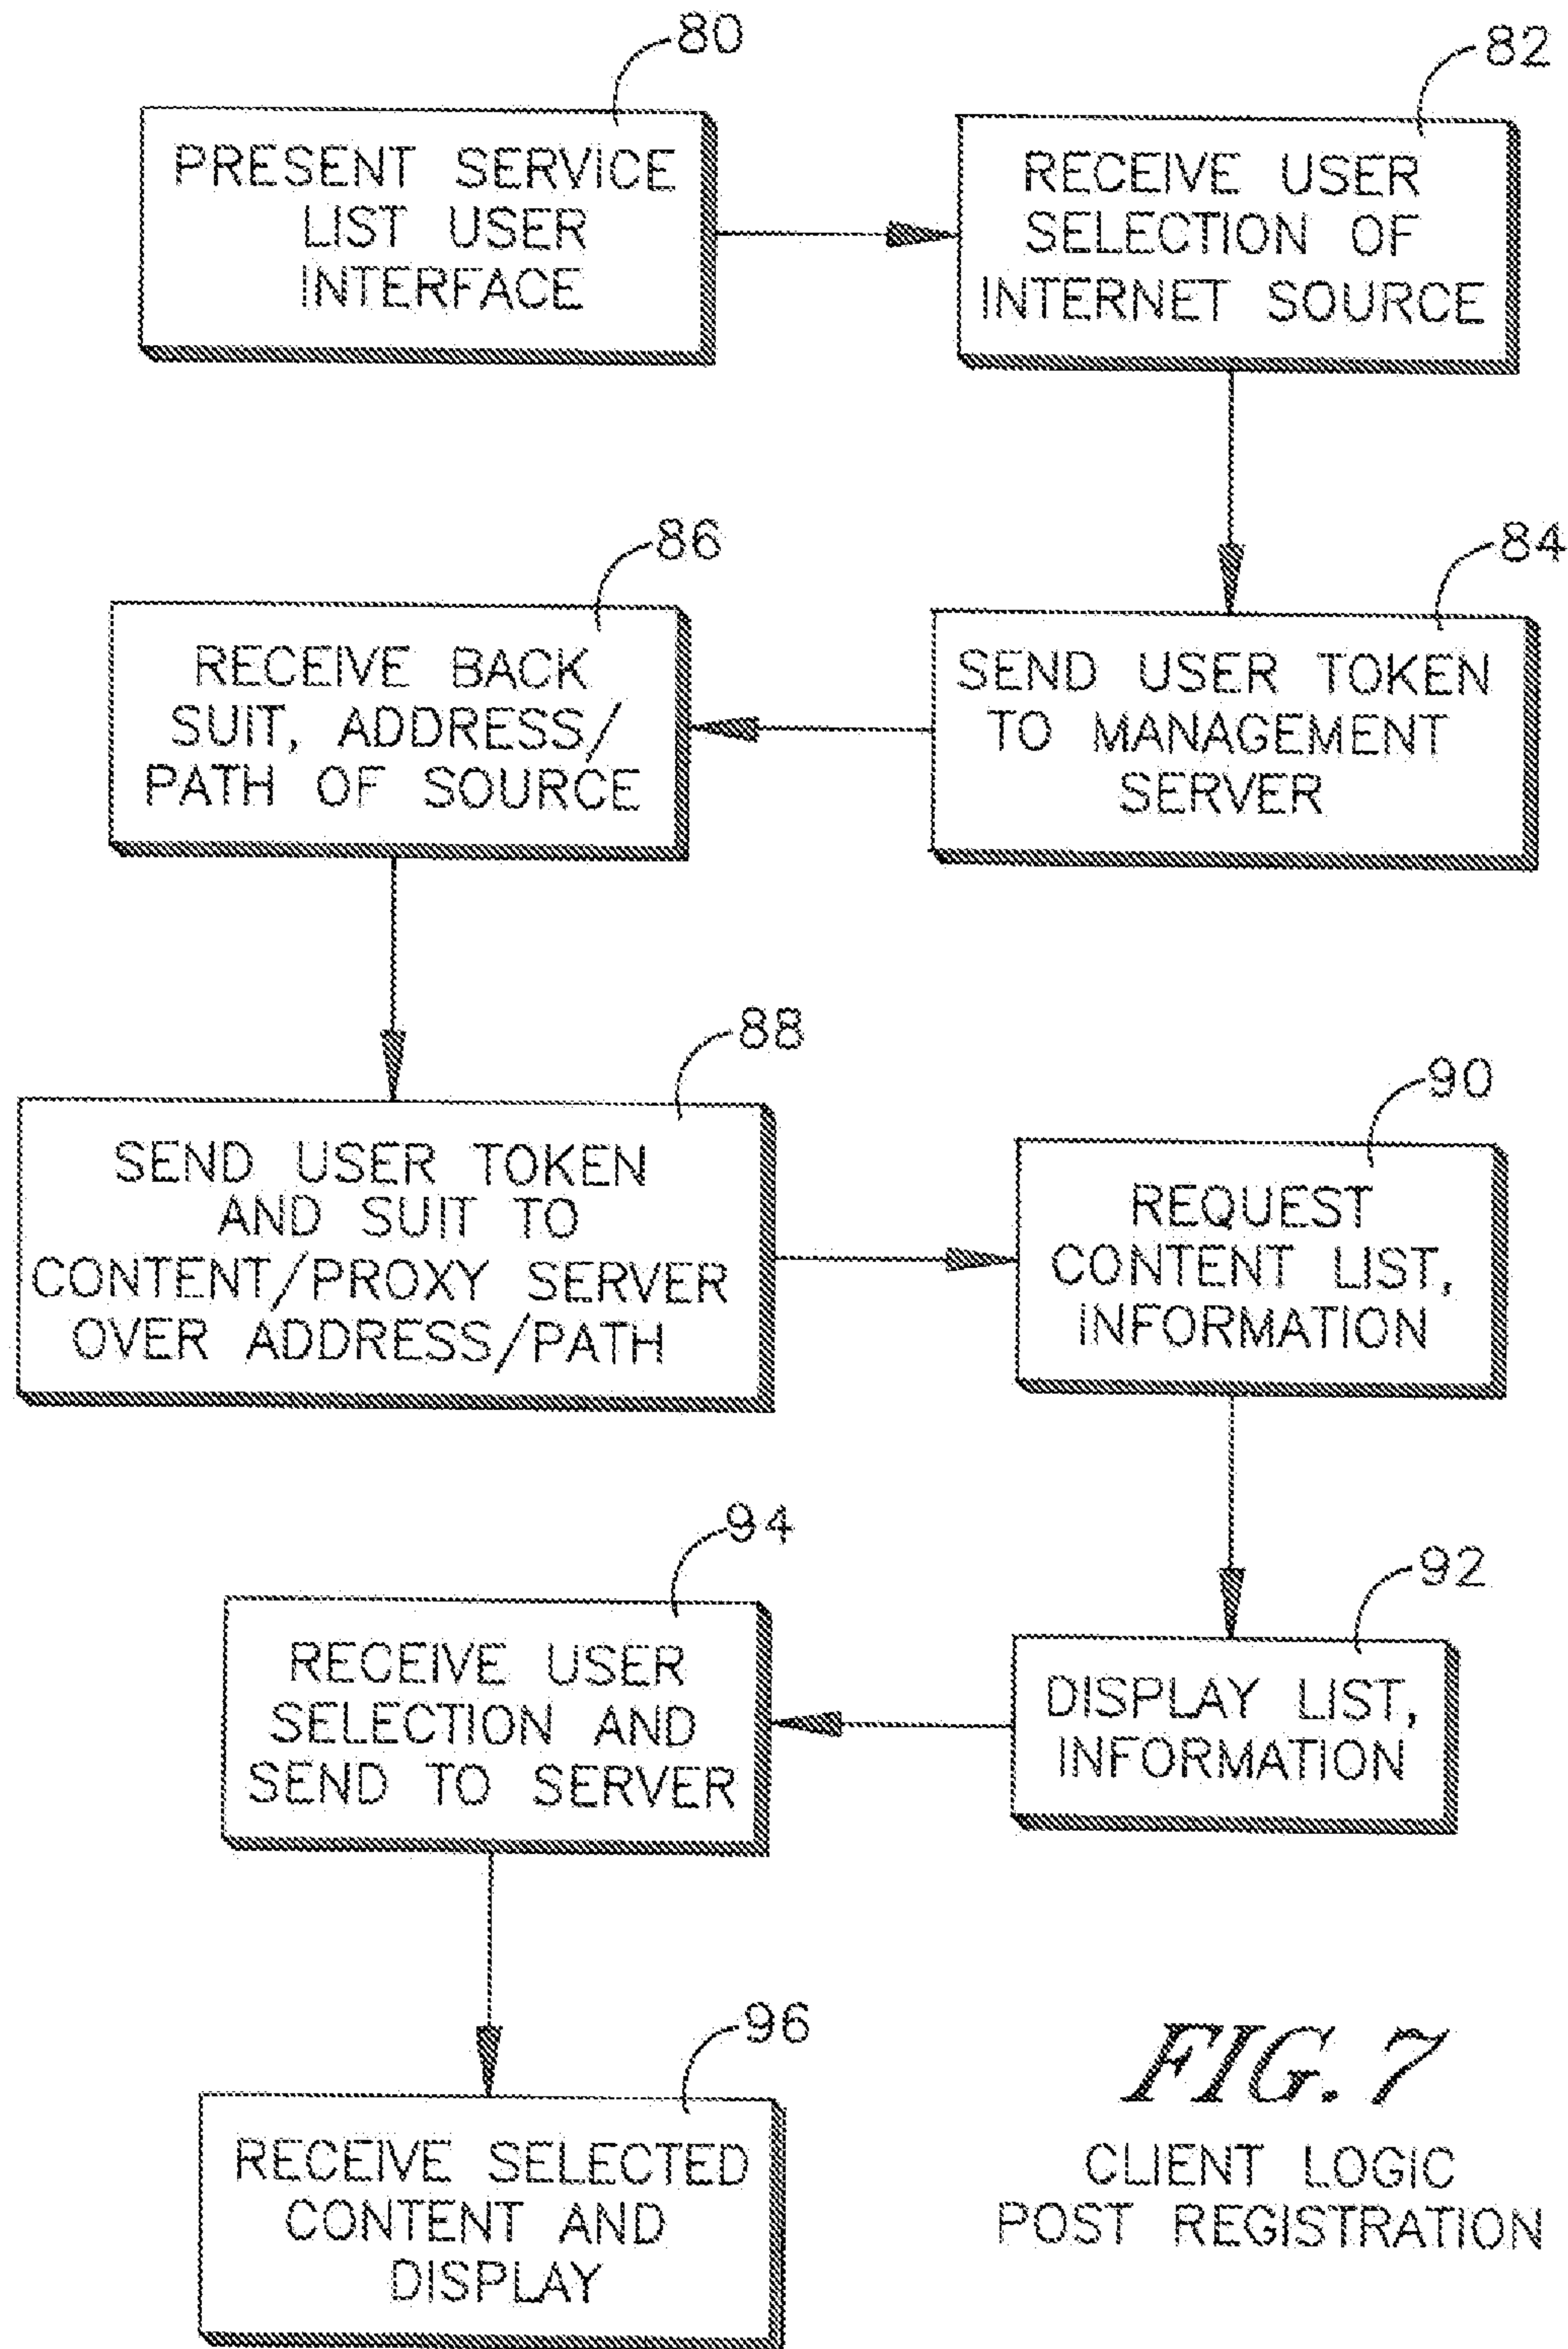 80
PRESENT SERVICE
LIST USER
INTERFACE
82
RECEIVE USER
SELECTION OF
INTERNET SOURCE
84
SEND USER TOKEN
TO MANAGEMENT
SERVER
86
RECEIVE BACK
SUIT, ADDRESS/
PATH OF SOURCE
88
SEND USER TOKEN
AND SUIT TO
CONTENT/PROXY SERVER
OVER ADDRESS/PATH
90
REQUEST
CONTENT LIST,
INFORMATION
92
DISPLAY LIST,
INFORMATION
94
RECEIVE USER
SELECTION AND
SEND TO SERVER
96
RECEIVE SELECTED
CONTENT AND
DISPLAY
FIG. 7
CLIENT LOGIC
POST REGISTRATION